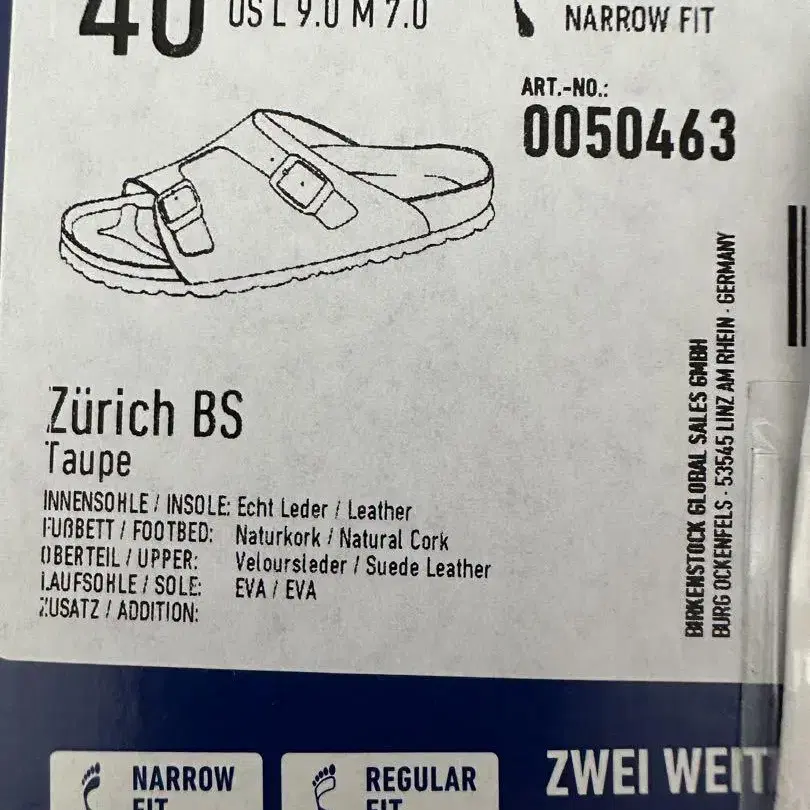 40 US L 9.0 M 7.0
NARROW FIT
ART.-NO.:
0050463
Zürich BS
Taupe
INNENSOHLE / INSOLE: Echt Leder / Leather
FUßBETT / FOOTBED: Naturkork / Natural Cork
OBERTEIL / UPPER: Veloursleder / Suede Leather
LAUFSOHLE / SOLE: EVA / EVA
ZUSATZ / ADDITION:
BIRKENSTOCK GLOBAL SALES GMBH
BURG OCKENFELS · 53545 LINZ AM RHEIN · GERMANY
NARROW
FIT
REGULAR
FIT
ZWEI WEIT